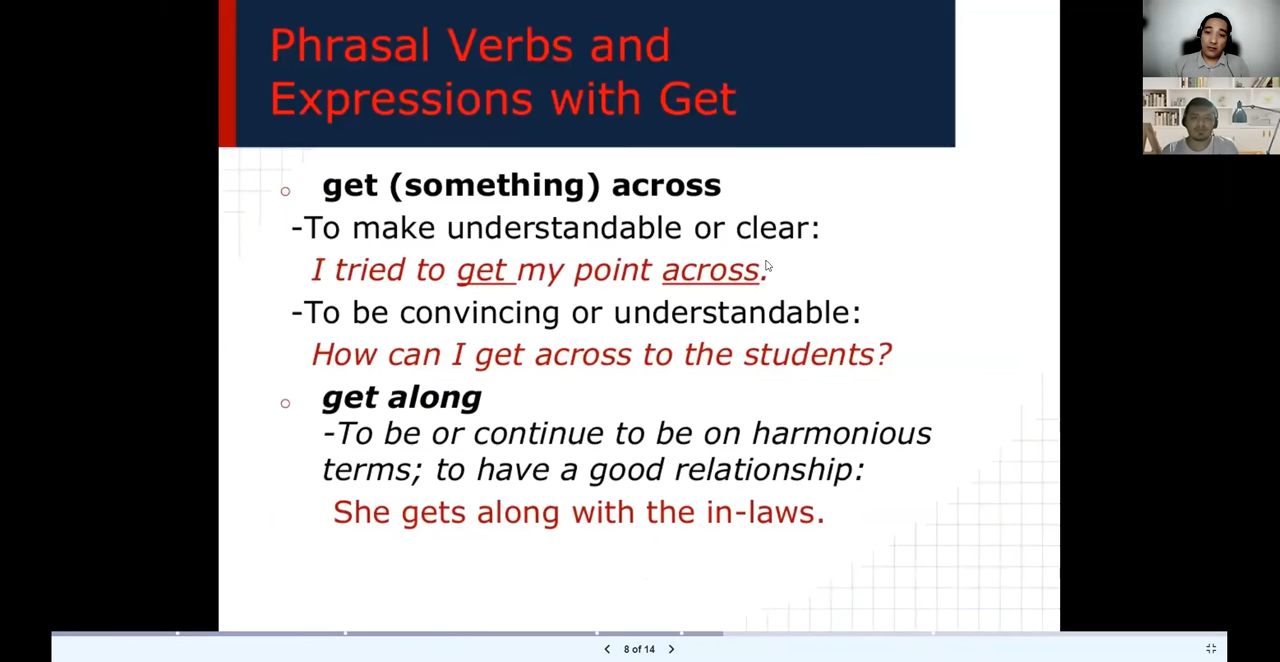 Phrasal Verbs and
Expressions with Get
get (something) across
-To make understandable or clear:
I tried to get my point across.
-To be convincing or understandable:
How can I get across to the students?
get along
-To be or continue to be on harmonious
terms; to have a good relationship:
She gets along with the in-laws.
8 of 14